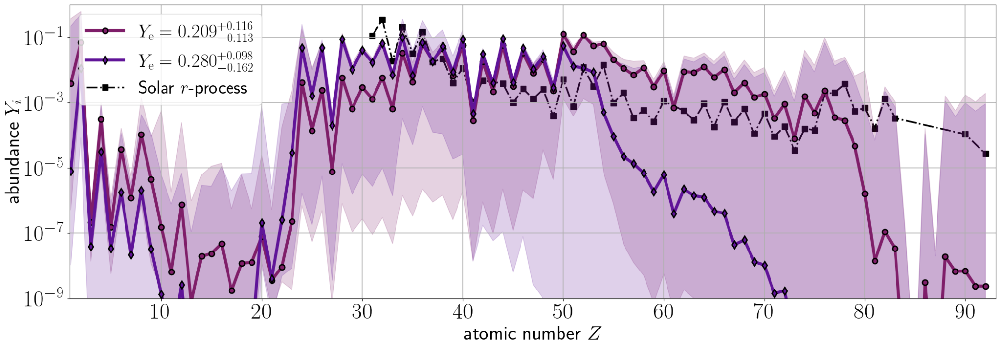 Yₑ = 0.209⁺⁰·¹¹⁶₋₀.₁₁₃
Yₑ = 0.280⁺⁰·⁰⁹⁸₋₀.₁₆₂
Solar r-process
abundance Yᵢ
10⁻¹
10⁻³
10⁻⁵
10⁻⁷
10⁻⁹
10 20 30 40 50 60 70 80 90
atomic number Z